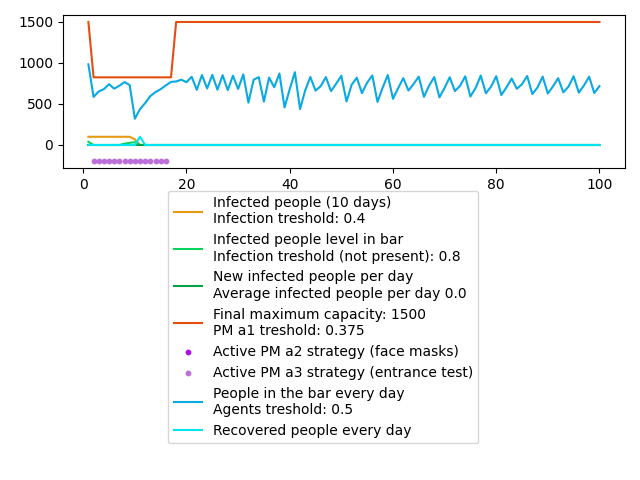 1500
1000
500
0
0 20 40 60 80 100
Infected people (10 days)
Infection treshold: 0.4
Infected people level in bar
Infection treshold (not present): 0.8
New infected people per day
Average infected people per day 0.0
Final maximum capacity: 1500
PM a1 treshold: 0.375
Active PM a2 strategy (face masks)
Active PM a3 strategy (entrance test)
People in the bar every day
Agents treshold: 0.5
Recovered people every day